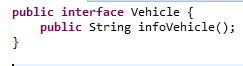 public interface Vehicle {
    public String infoVehicle();
}